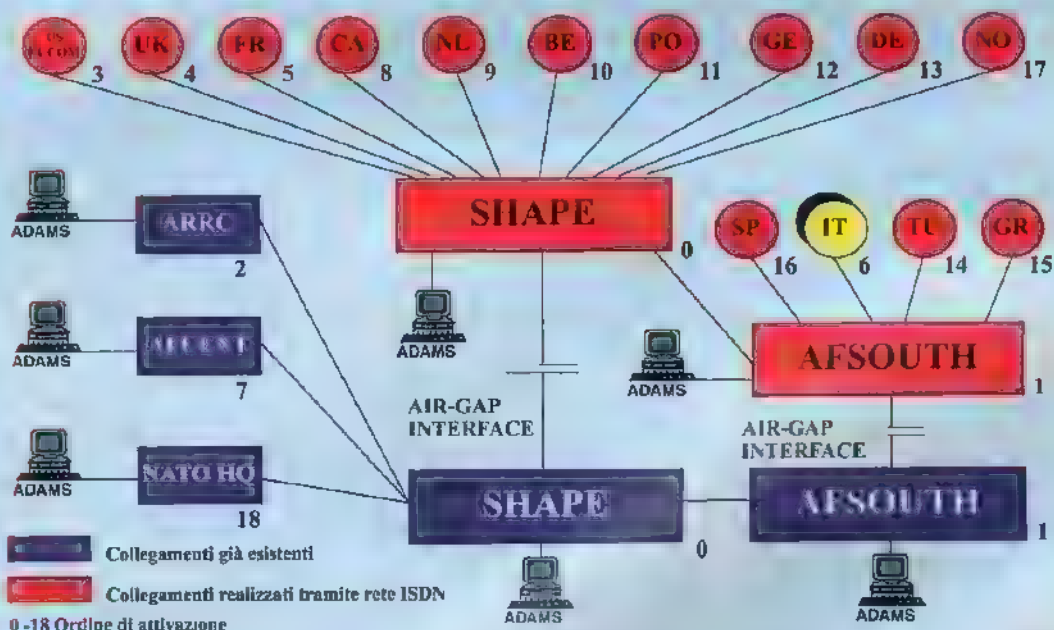 UK FR CA NL BE PO GE DE NO
3 4 5 8 9 10 11 12 13 17
ADAMS
ARRC
2
SHAPE
0
ADAMS
SP IT TU GR
16 6 14 15
ADAMS
AFCENT
7
ADAMS
AFSOUTH
1
AIR-GAP
INTERFACE
AIR-GAP
INTERFACE
ADAMS
NATO HQ
18
SHAPE
0
AFSOUTH
1
ADAMS
ADAMS
Collegamenti già esistenti
Collegamenti realizzati tramite rete ISDN
0 -18 Ordine di attivazione